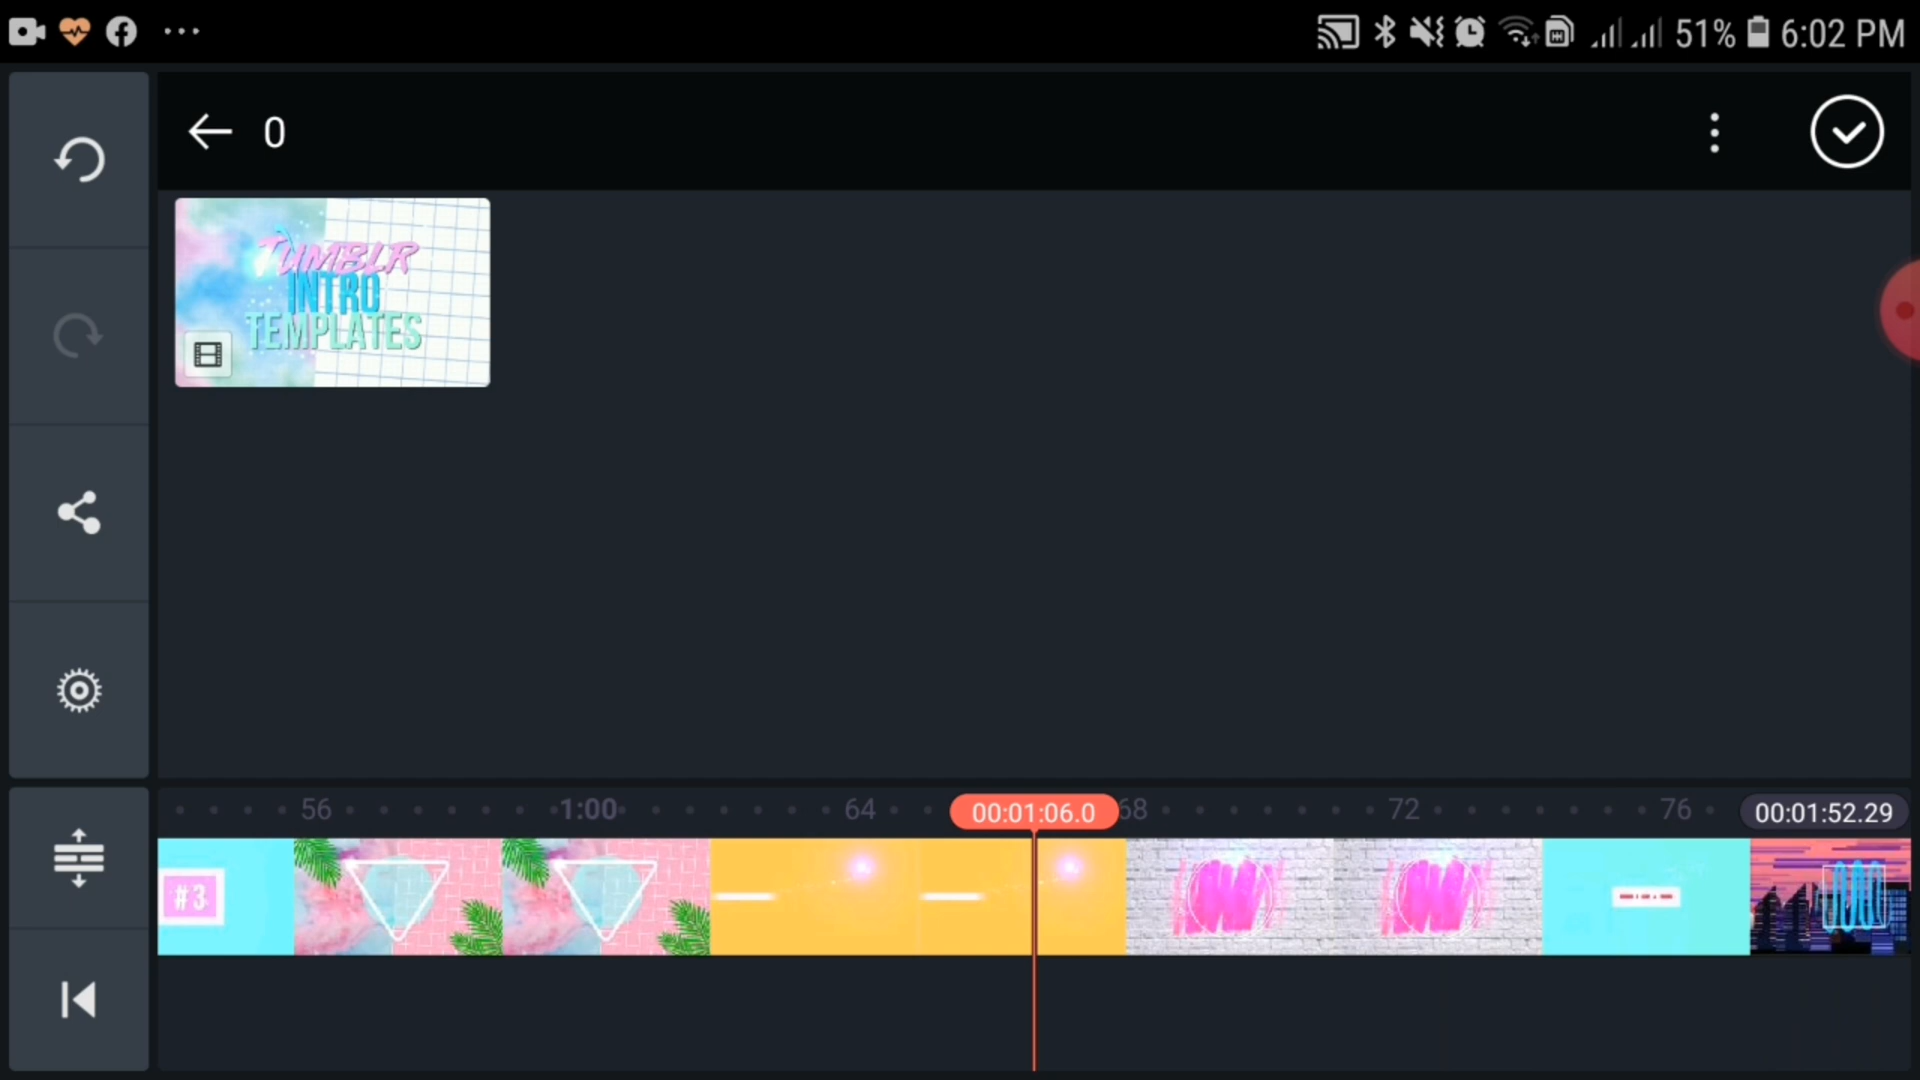 51% 6:02 PM
0
TUMBLR
INTRO
TEMPLATES
56 1:00 64 00:01:06.0 68 72 76 00:01:52.29
#3